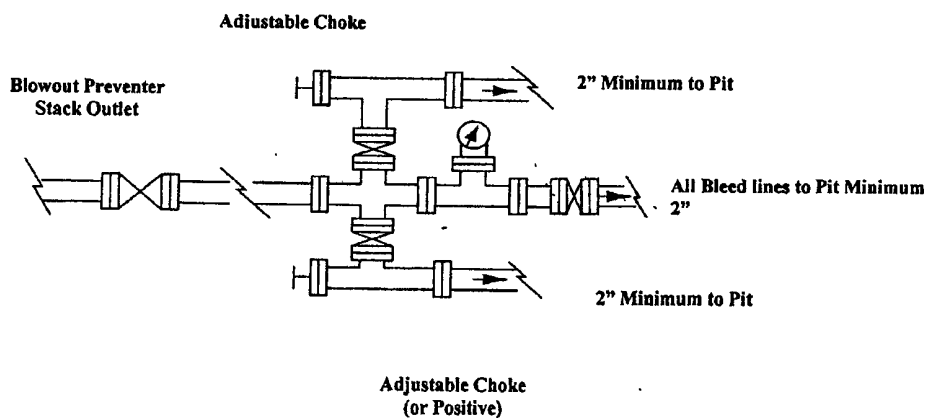 Adjustable Choke
Blowout Preventer
Stack Outlet
2" Minimum to Pit
All Bleed lines to Pit Minimum
2"
2" Minimum to Pit
Adjustable Choke
(or Positive)